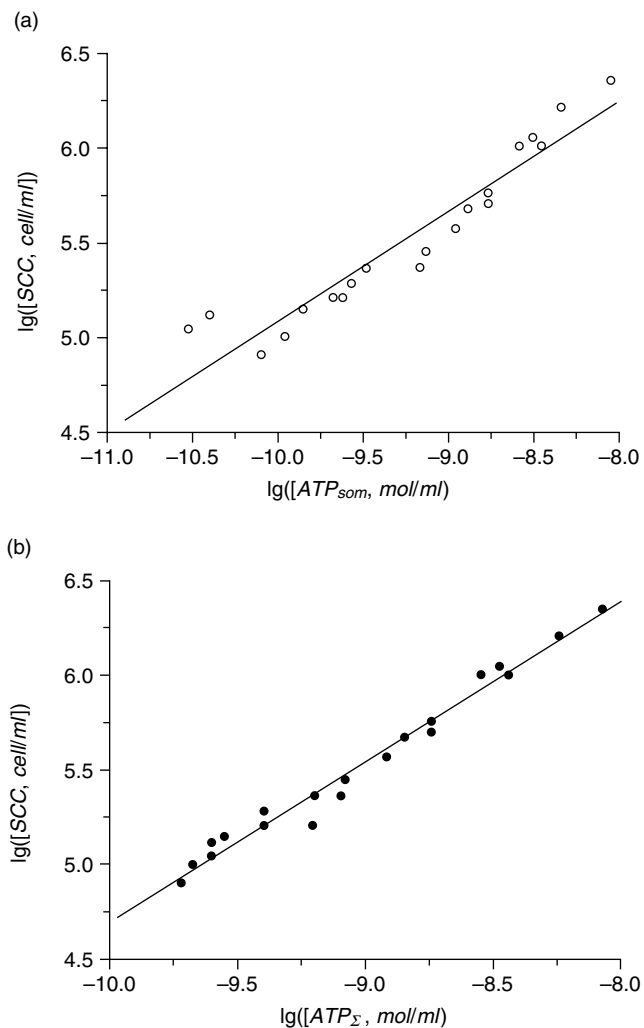 (a)
6.5
6.0
5.5
5.0
4.5
lg([SCC, cell/ml])
−11.0 −10.5 −10.0 −9.5 −9.0 −8.5 −8.0
lg([ATPsom, mol/ml)
(b)
6.5
6.0
5.5
5.0
4.5
lg([SCC, cell/ml])
−10.0 −9.5 −9.0 −8.5 −8.0
lg([ATPΣ, mol/ml)